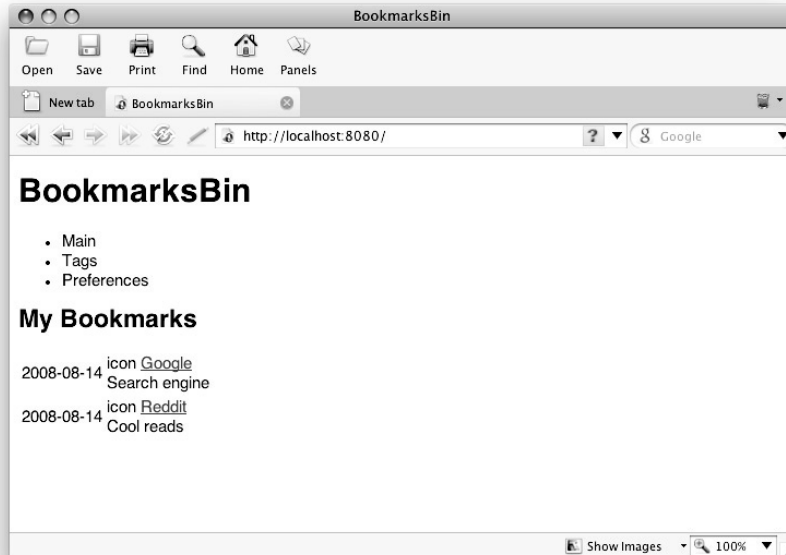 BookmarksBin
Open Save Print Find Home Panels
New tab BookmarksBin
http://localhost:8080/ ? 8 Google
BookmarksBin
• Main
• Tags
• Preferences
My Bookmarks
2008-08-14 icon Google
Search engine
2008-08-14 icon Reddit
Cool reads
Show Images 100%